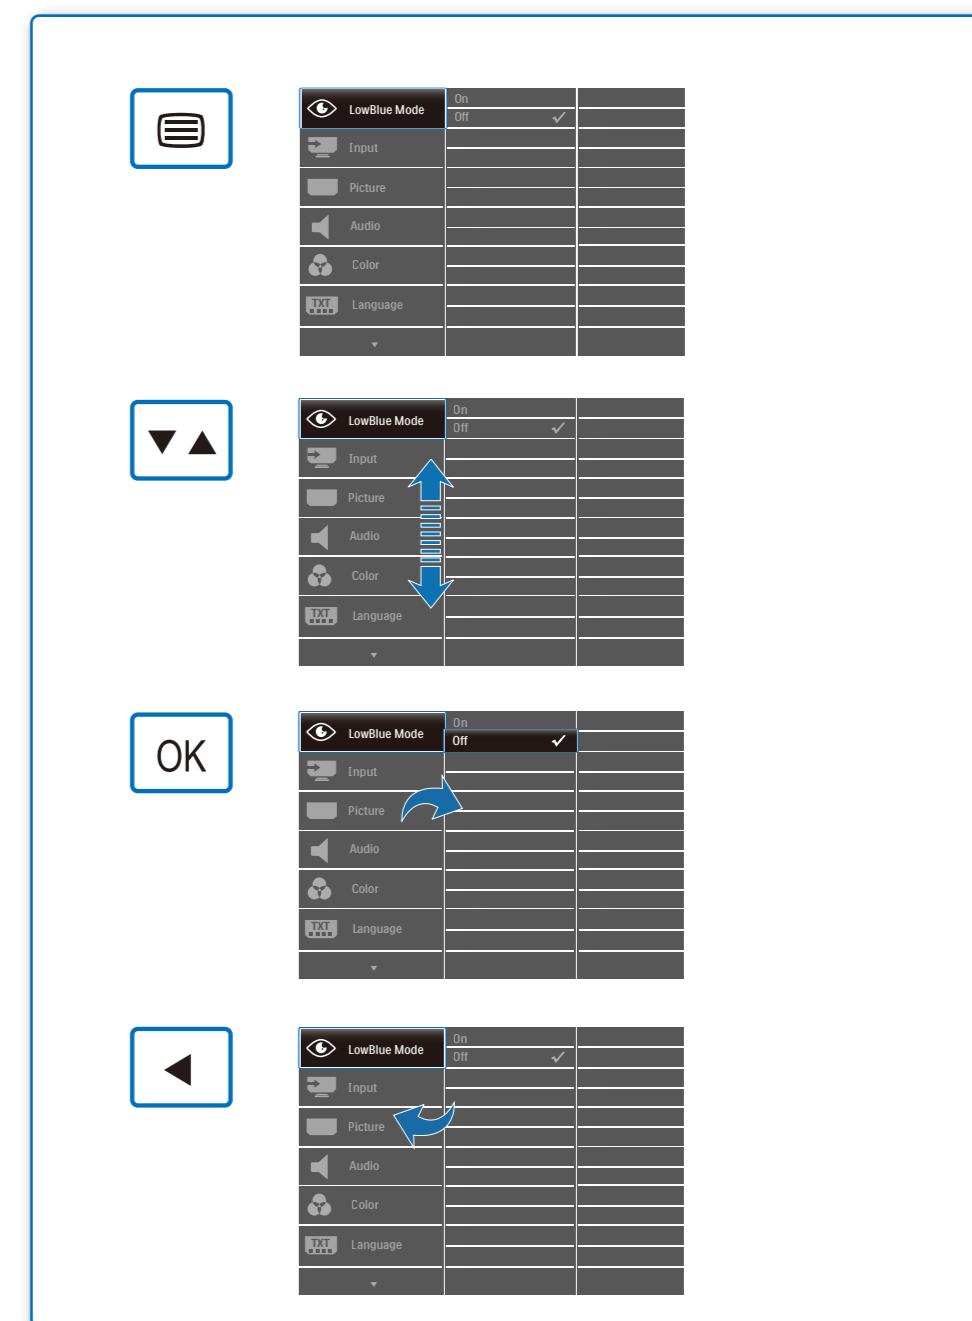 LowBlue Mode
On
Off
Input
Picture
Audio
Color
TXT Language
LowBlue Mode
On
Off
Input
Picture
Audio
Color
TXT Language
OK
LowBlue Mode
On
Off
Input
Picture
Audio
Color
TXT Language
LowBlue Mode
On
Off
Input
Picture
Audio
Color
TXT Language